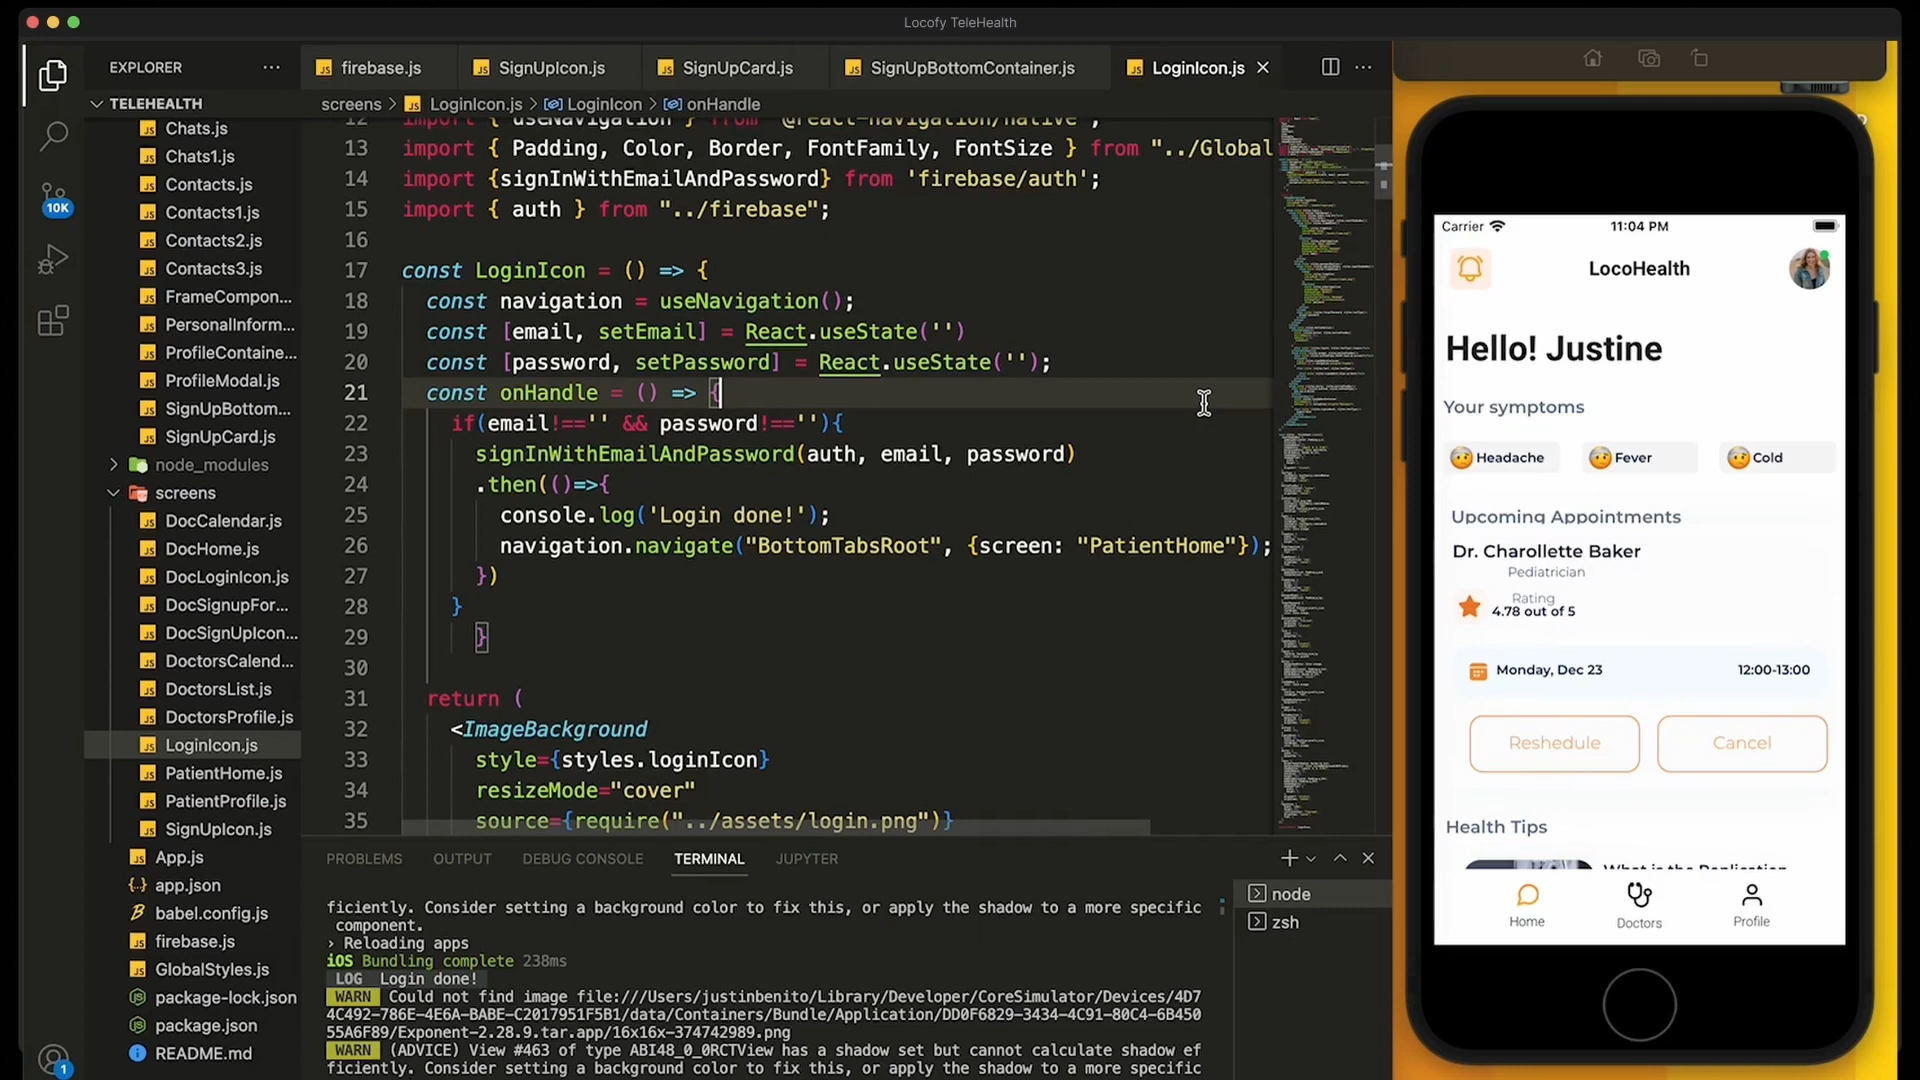 Locofy TeleHealth
EXPLORER
TELEHEALTH
Chats.js
Chats1.js
Contacts.js
Contacts1.js
Contacts2.js
Contacts3.js
FrameCompon...
PersonalInform...
ProfileContaine...
ProfileModal.js
SignUpBottom...
SignUpCard.js
node_modules
screens
DocCalendar.js
DocHome.js
DocLoginIcon.js
DocSignupFor...
DocSignUpIcon...
DoctorsCalend...
DoctorsList.js
DoctorsProfile.js
LoginIcon.js
PatientHome.js
PatientProfile.js
SignUpIcon.js
App.js
app.json
babel.config.js
firebase.js
GlobalStyles.js
package-lock.json
package.json
README.md
10K
1
firebase.js SignUpIcon.js SignUpCard.js SignUpBottomContainer.js LoginIcon.js
screens > LoginIcon.js > LoginIcon > onHandle
12 import { useNavigation } from "@react-navigation/native";
13 import { Padding, Color, Border, FontFamily, FontSize } from "../Global
14 import {signInWithEmailAndPassword} from 'firebase/auth';
15 import { auth } from "../firebase";
16
17 const LoginIcon = () => {
18 const navigation = useNavigation();
19 const [email, setEmail] = React.useState('')
20 const [password, setPassword] = React.useState('');
21 const onHandle = () => {
22 if(email!=='' && password!==''){
23 signInWithEmailAndPassword(auth, email, password)
24 .then(()=>{
25 console.log('Login done!');
26 navigation.navigate("BottomTabsRoot", {screen: "PatientHome"});
27 })
28 }
29 }
30
31 return (
32 <ImageBackground
33 style={styles.loginIcon}
34 resizeMode="cover"
35 source={require("../assets/login.png")}
PROBLEMS OUTPUT DEBUG CONSOLE TERMINAL JUPYTER
ficiently. Consider setting a background color to fix this, or apply the shadow to a more specific
component.
› Reloading apps
iOS Bundling complete 238ms
LOG Login done!
WARN Could not find image file:///Users/justinbenito/Library/Developer/CoreSimulator/Devices/4D7
4C492-786E-4E6A-BABE-C2017951F5B1/data/Containers/Bundle/Application/DD0F6829-3434-4C91-80C4-6B450
55A6F89/Exponent-2.28.9.tar.app/16x16x-374742989.png
WARN (ADVICE) View #463 of type ABI48_0_0RCTView has a shadow set but cannot calculate shadow ef
ficiently. Consider setting a background color to fix this, or apply the shadow to a more specific
node
zsh
Carrier 11:04 PM
LocoHealth
Hello! Justine
Your symptoms
Headache Fever Cold
Upcoming Appointments
Dr. Charollette Baker
Pediatrician
Rating
4.78 out of 5
Monday, Dec 23 12:00-13:00
Reshedule Cancel
Health Tips
What is the
Home Doctors Profile